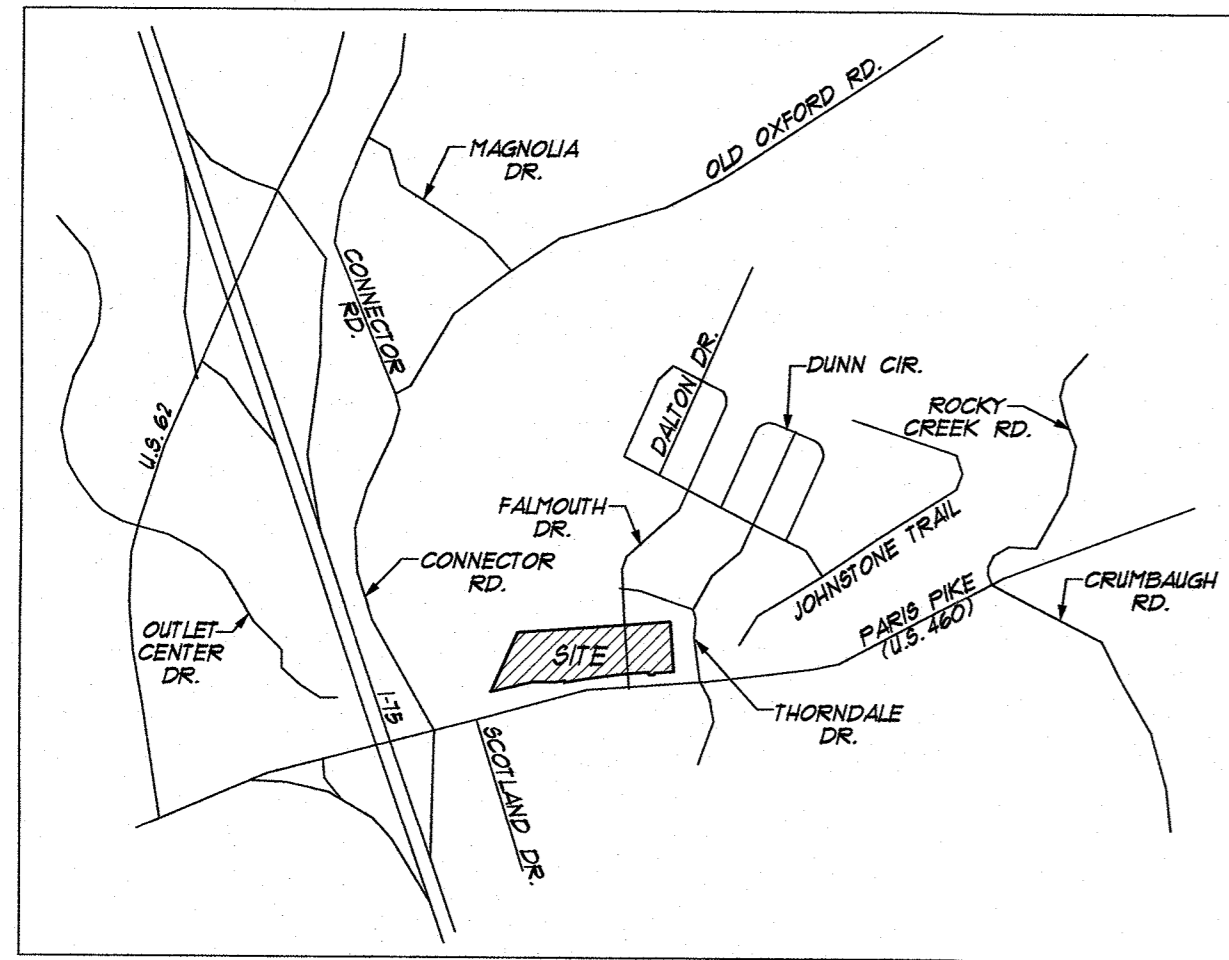 OLD OXFORD RD.
MAGNOLIA
DR.
CONNECTOR
RD.
DALTON DR.
DUNN CIR.
ROCKY
CREEK RD.
U.S. 62
FALMOUTH
DR.
CONNECTOR
RD.
JOHNSTONE TRAIL
CRUMBAUGH
RD.
PARIS PIKE
(U.S. 460)
OUTLET
CENTER
DR.
SITE
I-75
THORNDALE
DR.
SCOTLAND DR.